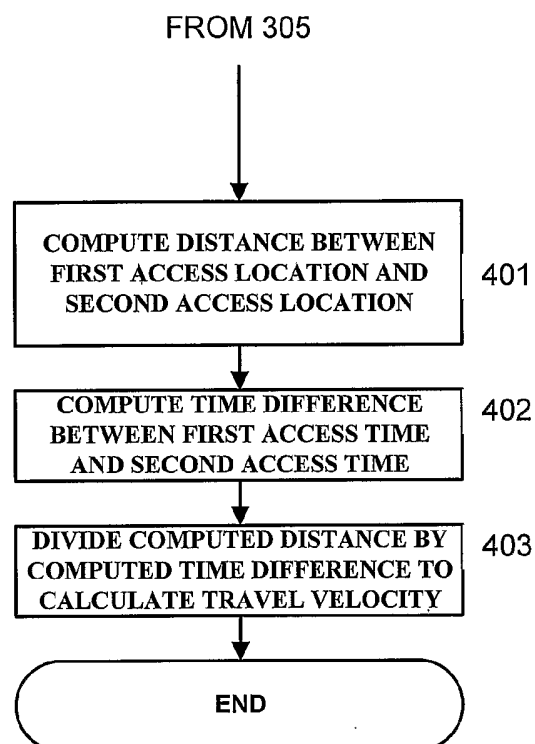 FROM 305
COMPUTE DISTANCE BETWEEN
FIRST ACCESS LOCATION AND
SECOND ACCESS LOCATION
401
COMPUTE TIME DIFFERENCE
BETWEEN FIRST ACCESS TIME
AND SECOND ACCESS TIME
402
DIVIDE COMPUTED DISTANCE BY
COMPUTED TIME DIFFERENCE TO
CALCULATE TRAVEL VELOCITY
403
END